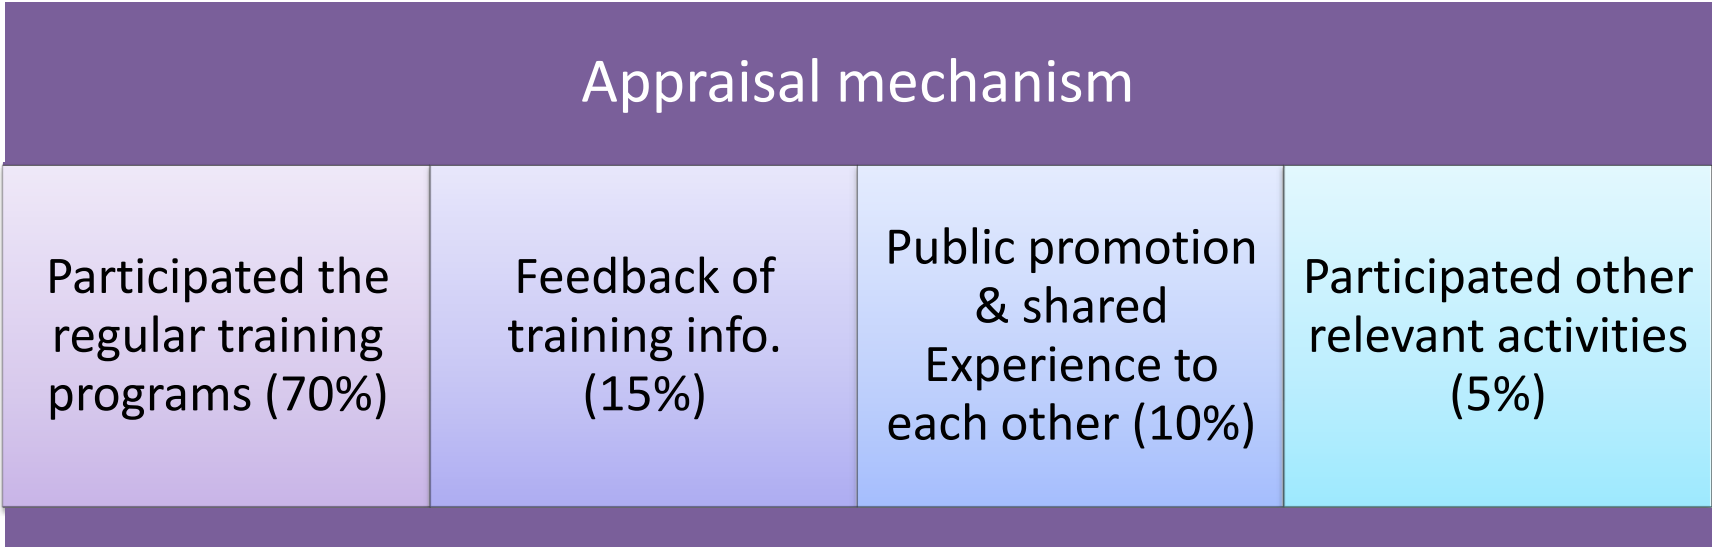 Appraisal mechanism
Participated the
regular training
programs (70%)
Feedback of
training info.
(15%)
Public promotion
& shared
Experience to
each other (10%)
Participated other
relevant activities
(5%)